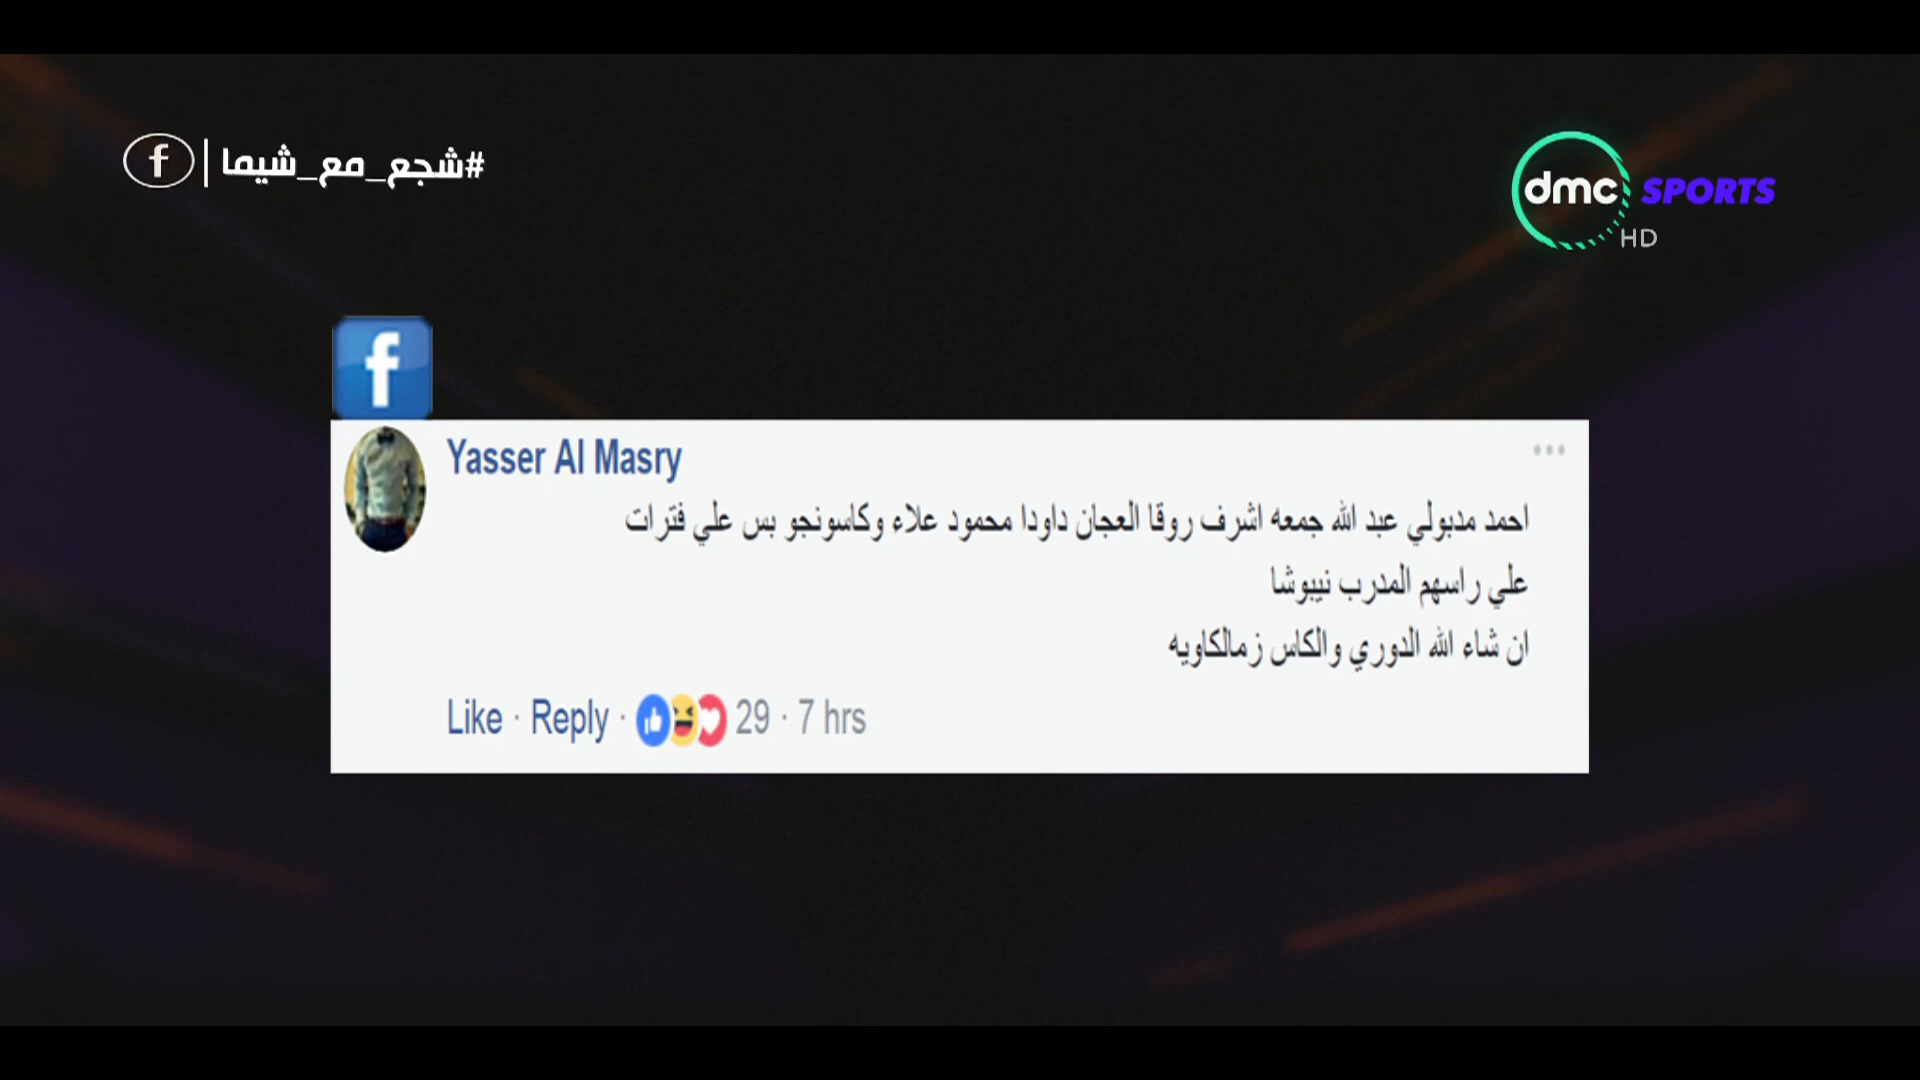 #شجع_مع_شيما
f
dmc SPORTS
HD
f
Yasser Al Masry
احمد مدبولي عبد الله جمعه اشرف روقا العجان داودا محمود علاء وكاسونجو بس علي فترات
علي راسهم المدرب نيبوشا
ان شاء الله الدوري والكاس زمالكاويه
Like · Reply · 29 · 7 hrs